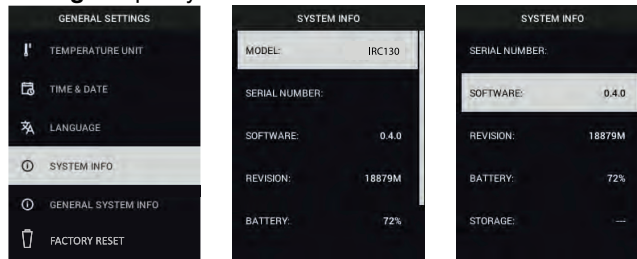 GENERAL SETTINGS
TEMPERATURE UNIT
TIME & DATE
LANGUAGE
SYSTEM INFO
GENERAL SYSTEM INFO
FACTORY RESET
SYSTEM INFO
MODEL: IRC130
SERIAL NUMBER:
SOFTWARE: 0.4.0
REVISION: 18879M
BATTERY: 72%
SYSTEM INFO
SERIAL NUMBER:
SOFTWARE: 0.4.0
REVISION: 18879M
BATTERY: 72%
STORAGE: ---